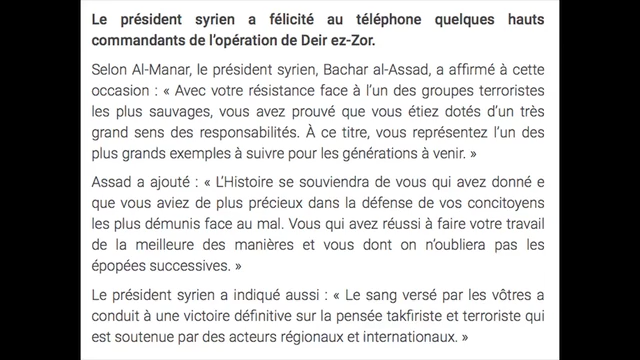 Le président syrien a félicité au téléphone quelques hauts
commandants de l'opération de Deir ez-Zor.
Selon Al-Manar, le président syrien, Bachar al-Assad, a affirmé à cette
occasion : « Avec votre résistance face à l'un des groupes terroristes
les plus sauvages, vous avez prouvé que vous étiez dotés d'un très
grand sens des responsabilités. À ce titre, vous représentez l'un des
plus grands exemples à suivre pour les générations à venir. »
Assad a ajouté : « L'Histoire se souviendra de vous qui avez donné e
que vous aviez de plus précieux dans la défense de vos concitoyens
les plus démunis face au mal. Vous qui avez réussi à faire votre travail
de la meilleure des manières et vous dont on n'oubliera pas les
épopées successives. »
Le président syrien a indiqué aussi : « Le sang versé par les vôtres a
conduit à une victoire définitive sur la pensée takfiriste et terroriste qui
est soutenue par des acteurs régionaux et internationaux. »